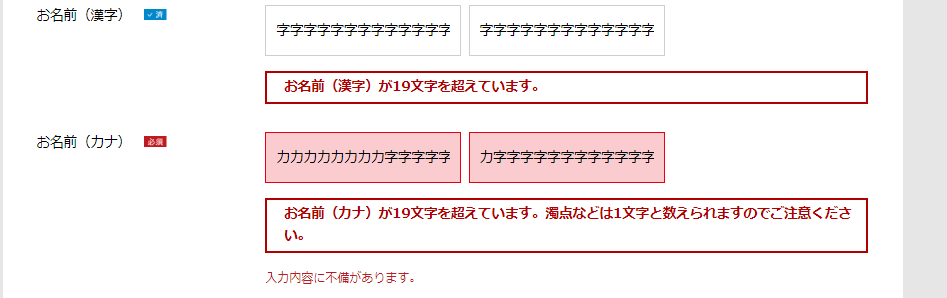 お名前（漢字） ✓ 済
字字字字字字字字字字字字字 字字字字字字字字字字字字字
お名前（漢字）が19文字を超えています。
お名前（カナ） 必須
カカカカカカカカ字字字字字 カ字字字字字字字字字字字字
お名前（カナ）が19文字を超えています。濁点などは1文字と数えられますのでご注意くださ
い。
入力内容に不備があります。